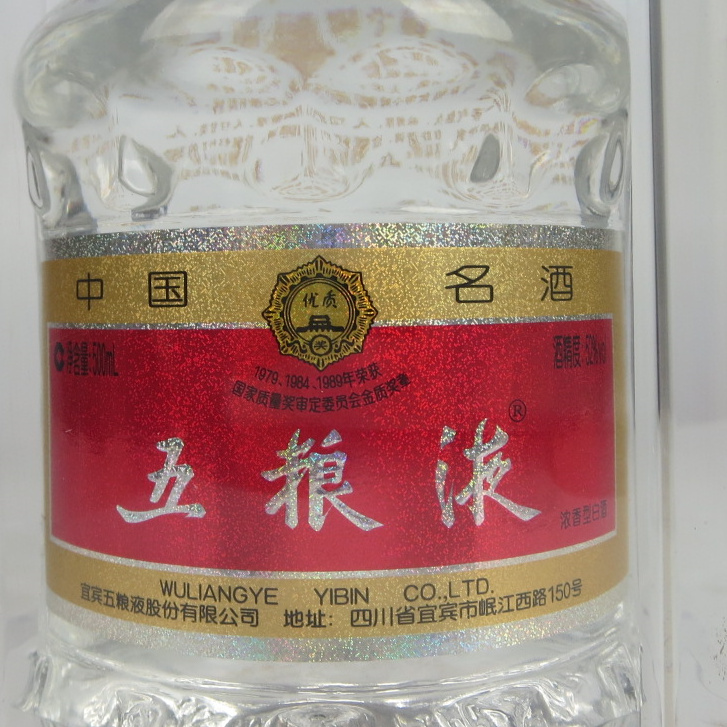 中国 名酒
优质
奖
净含量:500mL
酒精度:52%vol
1979、1984、1989年荣获
国家质量奖审定委员会金质奖章
五粮液®
浓香型白酒
WULIANGYE YIBIN CO.,LTD.
宜宾五粮液股份有限公司 地址: 四川省宜宾市岷江西路150号